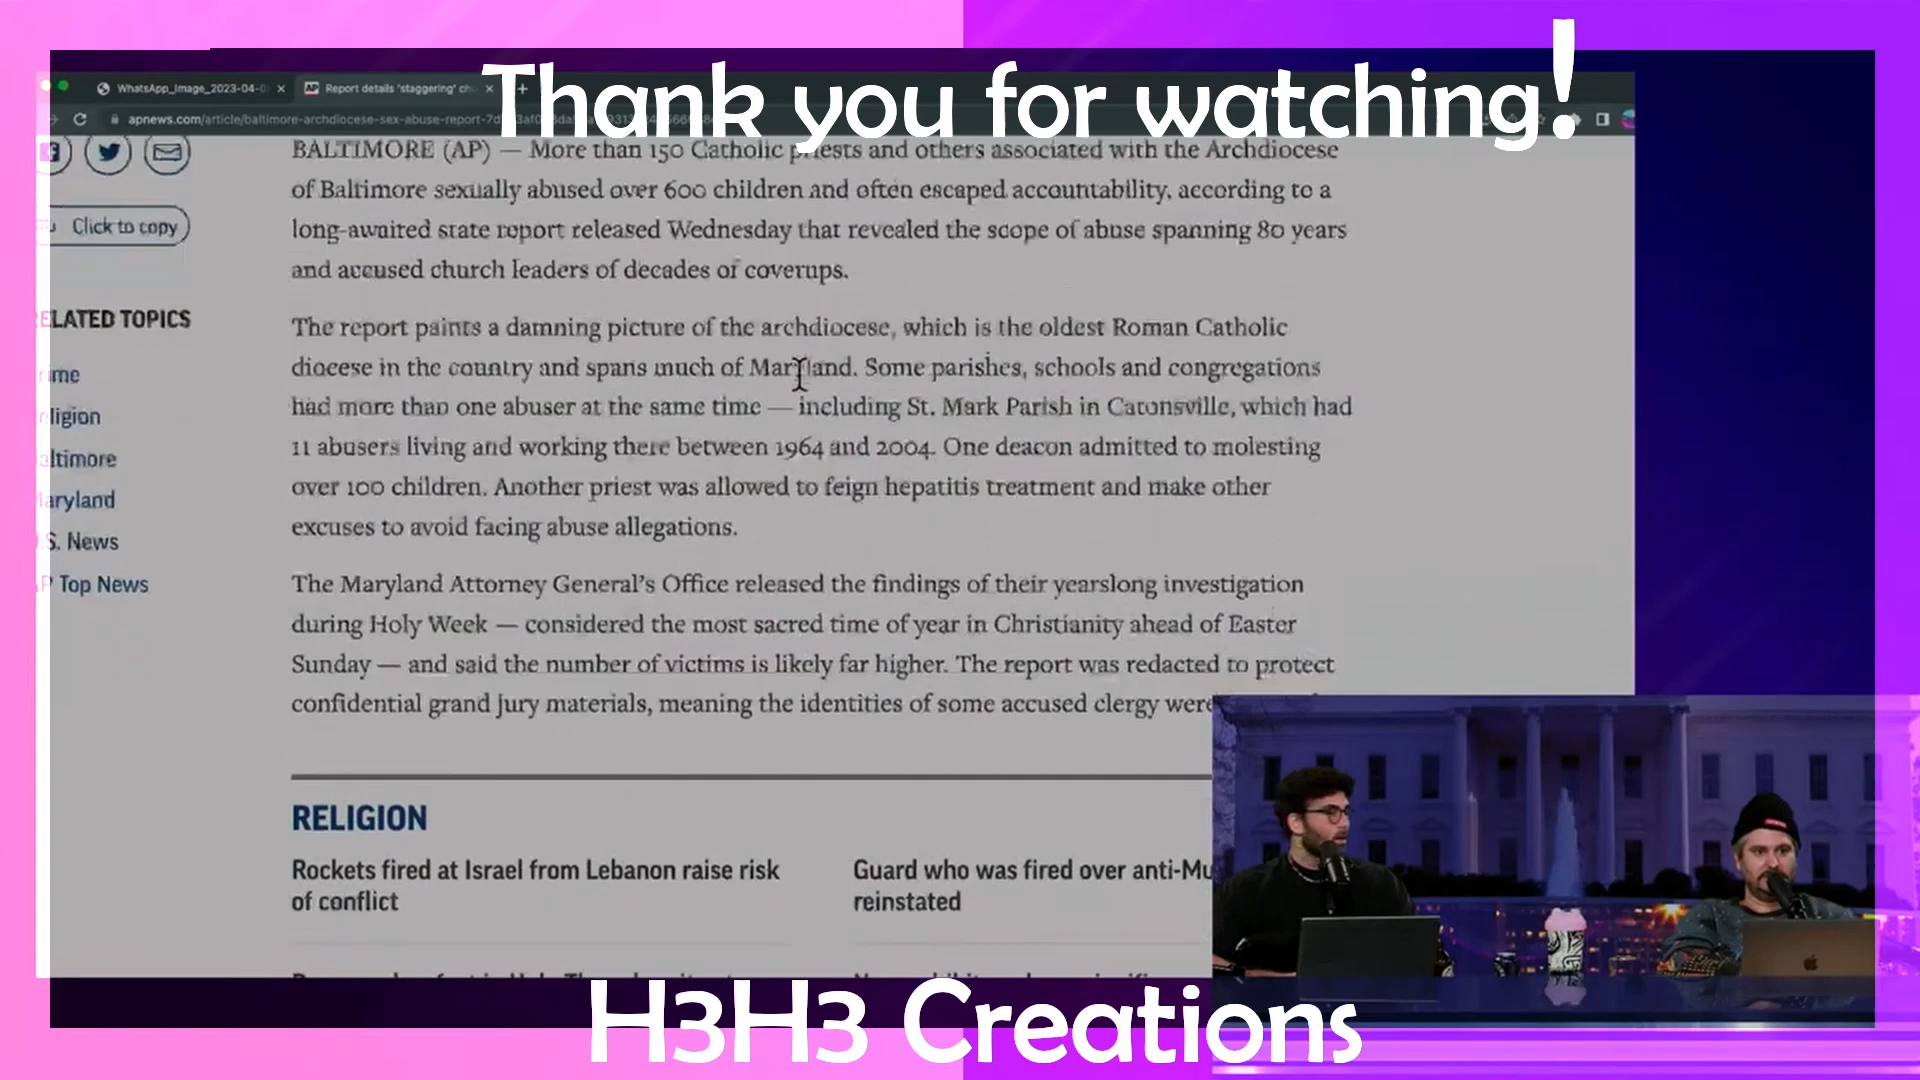 Thank you for watching!
WhatsApp_Image_2023-04-0
Report details 'staggering' ch
apnews.com/article/baltimore-archdiocese-sex-abuse-report-7d
BALTIMORE (AP) — More than 150 Catholic priests and others associated with the Archdiocese
of Baltimore sexually abused over 600 children and often escaped accountability, according to a
long-awaited state report released Wednesday that revealed the scope of abuse spanning 80 years
and accused church leaders of decades of coverups.
Click to copy
ELATED TOPICS
rime
eligion
altimore
aryland
.S. News
P Top News
The report paints a damning picture of the archdiocese, which is the oldest Roman Catholic
diocese in the country and spans much of Maryland. Some parishes, schools and congregations
had more than one abuser at the same time — including St. Mark Parish in Catonsville, which had
11 abusers living and working there between 1964 and 2004. One deacon admitted to molesting
over 100 children. Another priest was allowed to feign hepatitis treatment and make other
excuses to avoid facing abuse allegations.
The Maryland Attorney General's Office released the findings of their yearslong investigation
during Holy Week — considered the most sacred time of year in Christianity ahead of Easter
Sunday — and said the number of victims is likely far higher. The report was redacted to protect
confidential grand jury materials, meaning the identities of some accused clergy were
RELIGION
Rockets fired at Israel from Lebanon raise risk
of conflict
Guard who was fired over anti-Mu
reinstated
H3H3 Creations